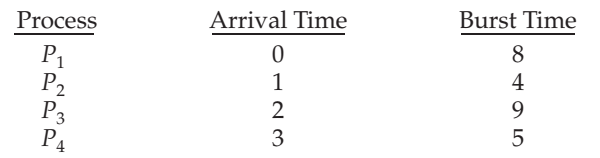 Process Arrival Time Burst Time
P1 0 8
P2 1 4
P3 2 9
P4 3 5